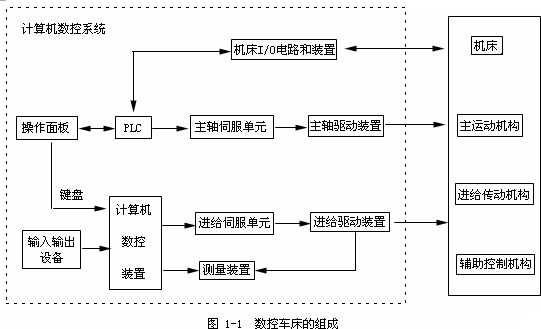 计算机数控系统
机床I/O电路和装置
机床
操作面板
PLC
主轴伺服单元
主轴驱动装置
主运动机构
键盘
计算机
数控
装置
进给伺服单元
进给驱动装置
进给传动机构
输入输出
设备
测量装置
辅助控制机构
图 1-1 数控车床的组成